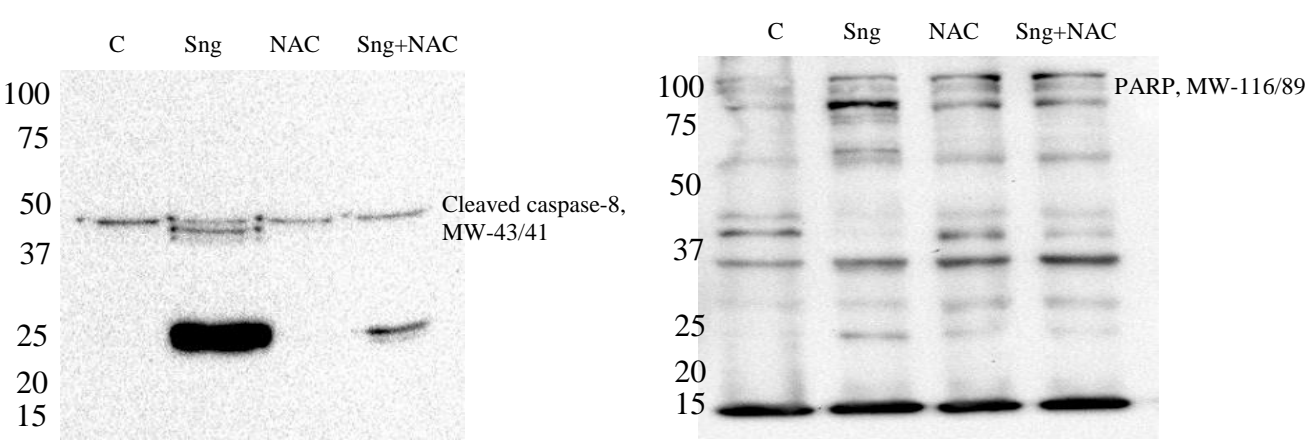 C Sng NAC Sng+NAC
100
75
50
37
25
20
15
Cleaved caspase-8,
MW-43/41
C Sng NAC Sng+NAC
100
75
50
37
25
20
15
PARP, MW-116/89